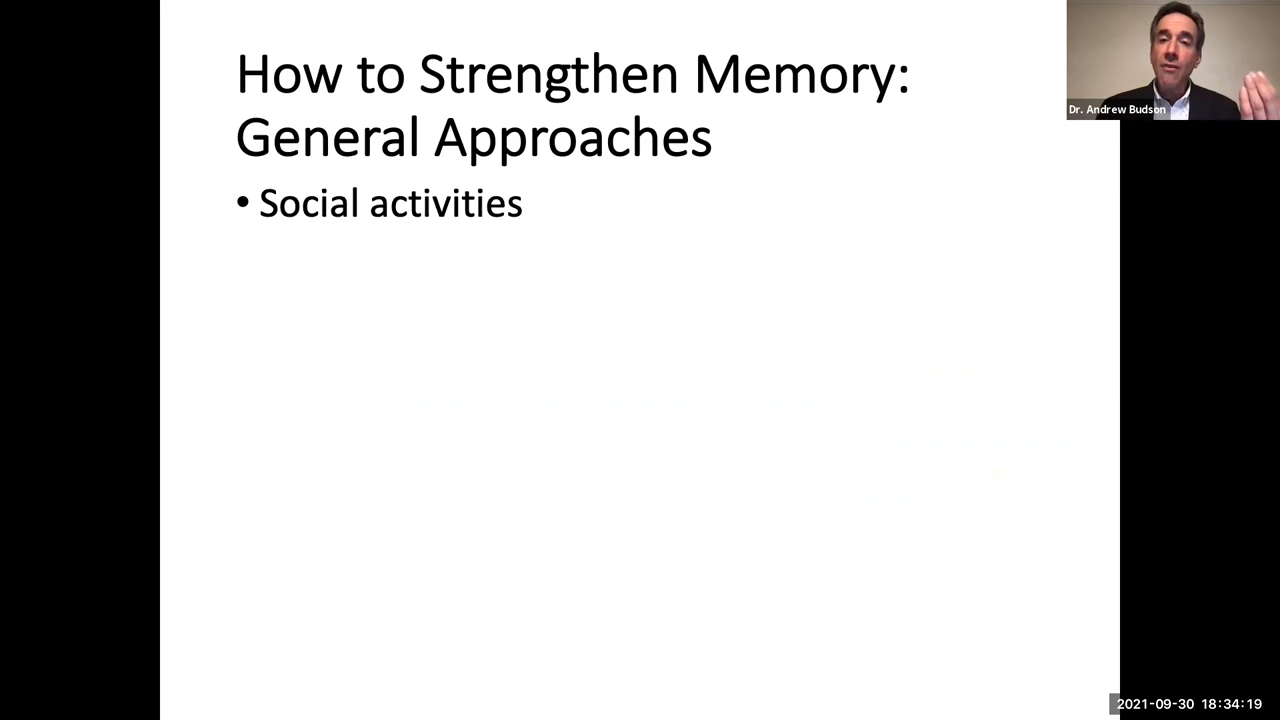 How to Strengthen Memory:
General Approaches
• Social activities
Dr. Andrew Budson
2021-09-30 18:34:19